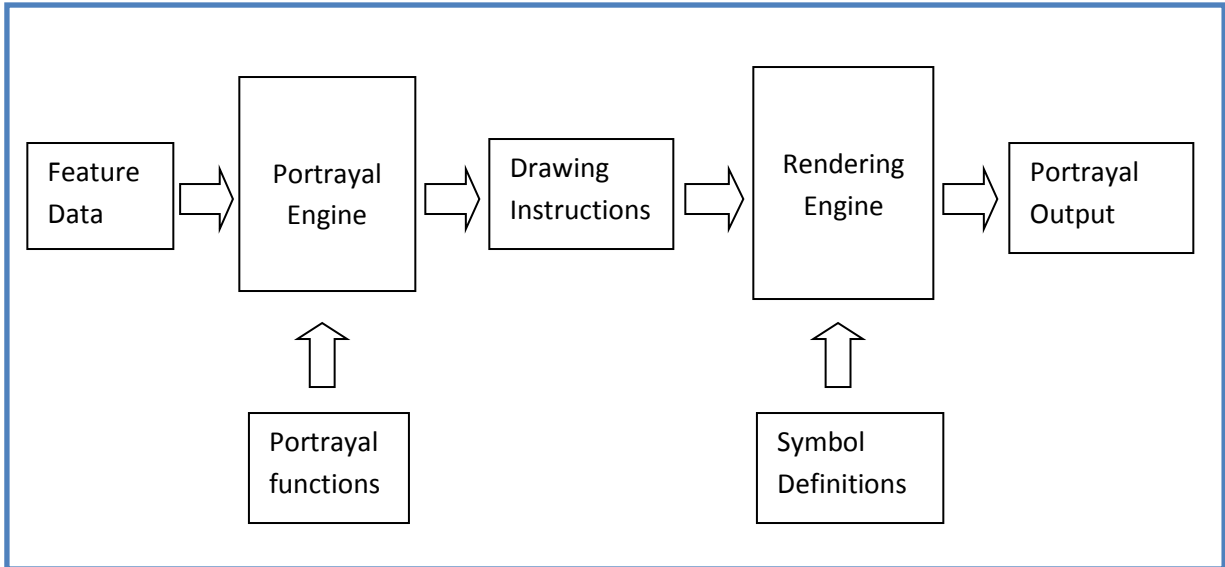 Feature
Data
Portrayal
Engine
Drawing
Instructions
Rendering
Engine
Portrayal
Output
Portrayal
functions
Symbol
Definitions